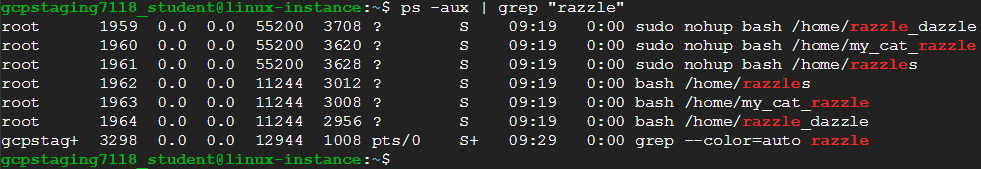 gcpstaging7118_student@linux-instance:~$ ps -aux | grep "razzle"
root      1959  0.0  0.0  55200  3708 ?        S    09:19   0:00 sudo nohup bash /home/razzle_dazzle
root      1960  0.0  0.0  55200  3620 ?        S    09:19   0:00 sudo nohup bash /home/my_cat_razzle
root      1961  0.0  0.0  55200  3628 ?        S    09:19   0:00 sudo nohup bash /home/razzles
root      1962  0.0  0.0  11244  3012 ?        S    09:19   0:00 bash /home/razzles
root      1963  0.0  0.0  11244  3008 ?        S    09:19   0:00 bash /home/my_cat_razzle
root      1964  0.0  0.0  11244  2956 ?        S    09:19   0:00 bash /home/razzle_dazzle
gcpstag+  3298  0.0  0.0  12944  1008 pts/0    S+   09:29   0:00 grep --color=auto razzle
gcpstaging7118_student@linux-instance:~$